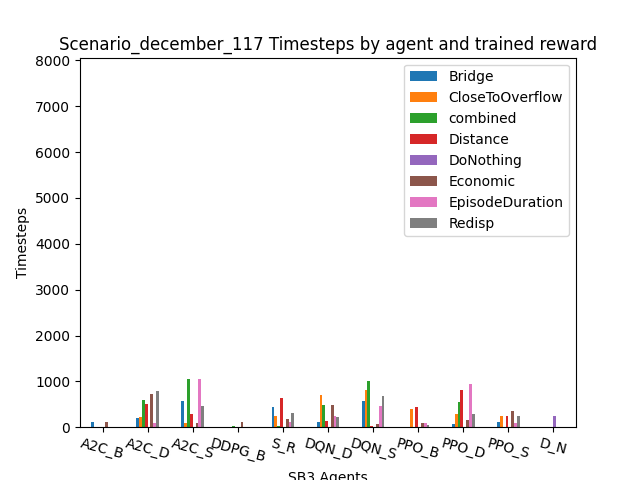 Scenario_december_117 Timesteps by agent and trained reward
8000
7000
6000
5000
4000
3000
2000
1000
0
Timesteps
Bridge
CloseToOverflow
combined
Distance
DoNothing
Economic
EpisodeDuration
Redisp
A2C_B
A2C_D
A2C_S
DDPG_B
S_R
DQN_D
DQN_S
PPO_B
PPO_D
PPO_S
D_N
SB3 Agents